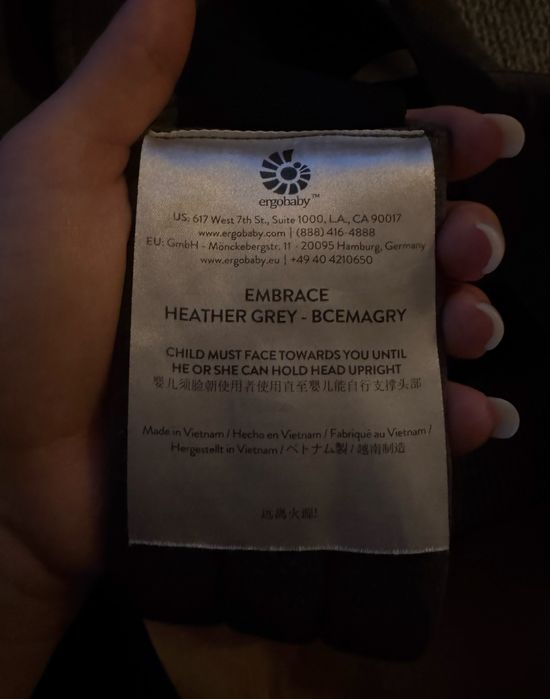 ergobaby™
US: 617 West 7th St., Suite 1000, L.A., CA 90017
www.ergobaby.com | (888) 416-4888
EU: GmbH - Mönckebergstr. 11 - 20095 Hamburg, Germany
www.ergobaby.eu | +49 40 4210650
EMBRACE
HEATHER GREY - BCEMAGRY
CHILD MUST FACE TOWARDS YOU UNTIL
HE OR SHE CAN HOLD HEAD UPRIGHT
婴儿须脸朝使用者使用直至婴儿能自行支撑头部
Made in Vietnam / Hecho en Vietnam / Fabriqué au Vietnam /
Hergestellt in Vietnam / ベトナム製 / 越南制造
远离火源!